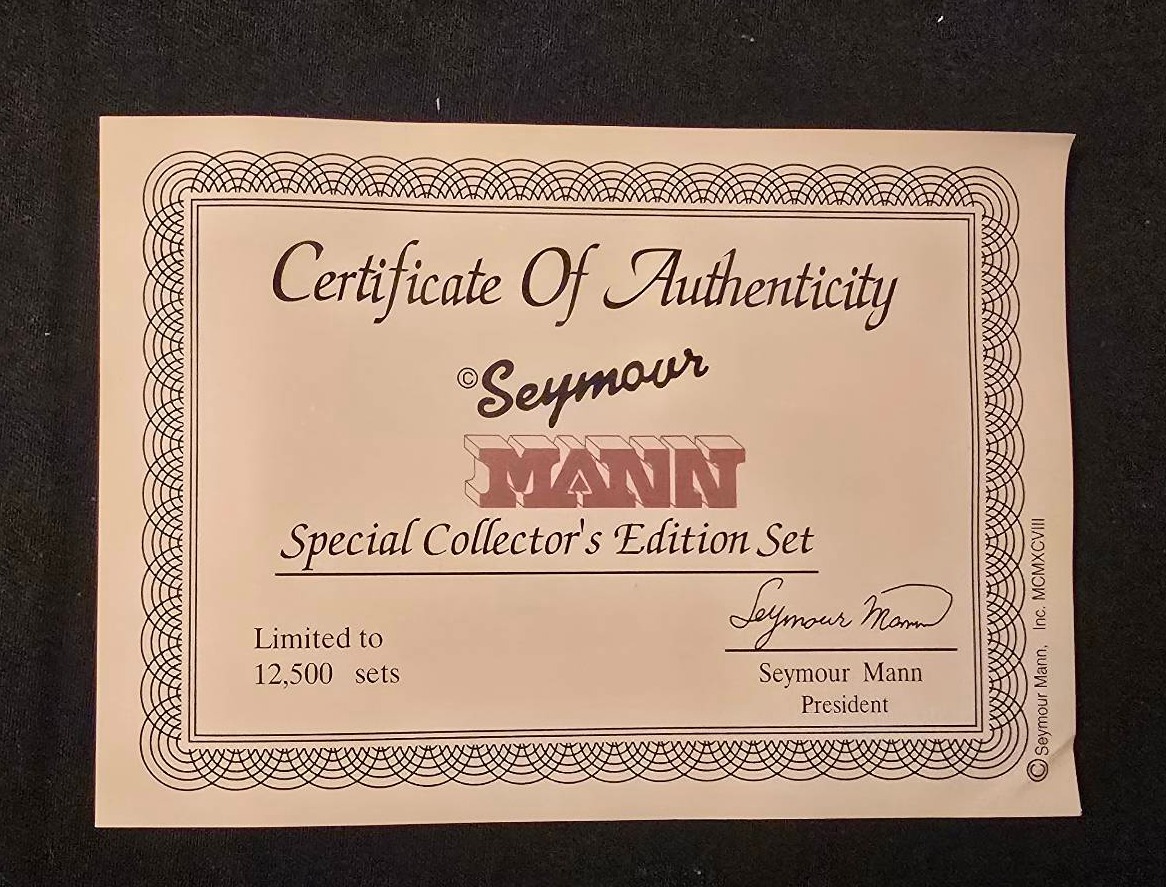 Certificate Of Authenticity
©Seymour
MANN
Special Collector's Edition Set
Limited to
12,500 sets
Seymour Mann
Seymour Mann
President
© Seymour Mann, Inc. MCMXCVIII